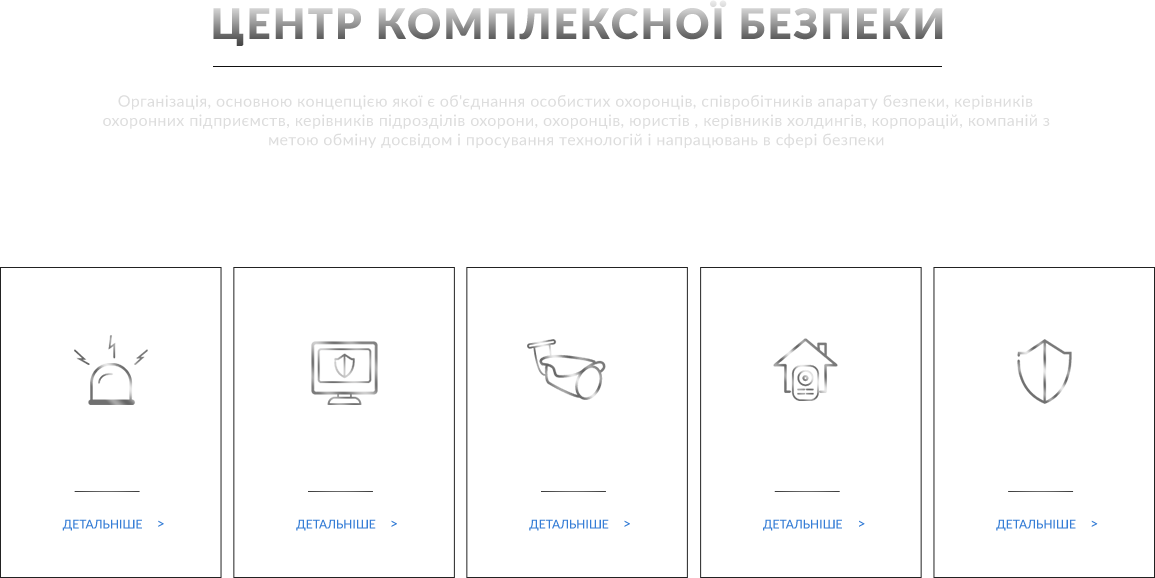 ЦЕНТР КОМПЛЕКСНОЇ БЕЗПЕКИ
Організація, основною концепцією якої є об'єднання особистих охоронців, співробітників апарату безпеки, керівників
охоронних підприємств, керівників підрозділів охорони, охоронців, юристів , керівників холдингів, корпорацій, компаній з
метою обміну досвідом і просування технологій і напрацювань в сфері безпеки
ДЕТАЛЬНІШЕ >
ДЕТАЛЬНІШЕ >
ДЕТАЛЬНІШЕ >
ДЕТАЛЬНІШЕ >
ДЕТАЛЬНІШЕ >